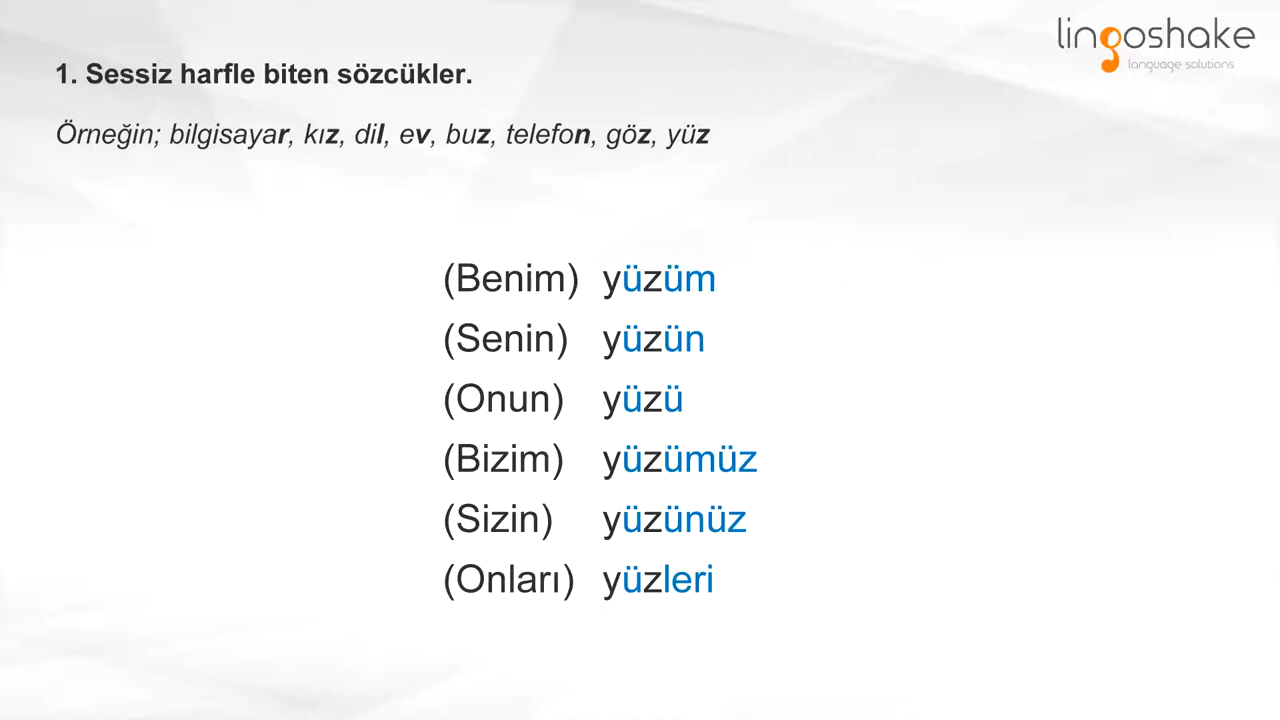 lingoshake
language solutions
1. Sessiz harfle biten sözcükler.
Örneğin; bilgisayar, kız, dil, ev, buz, telefon, göz, yüz
(Benim) yüzüm
(Senin) yüzün
(Onun) yüzü
(Bizim) yüzümüz
(Sizin) yüzünüz
(Onları) yüzleri